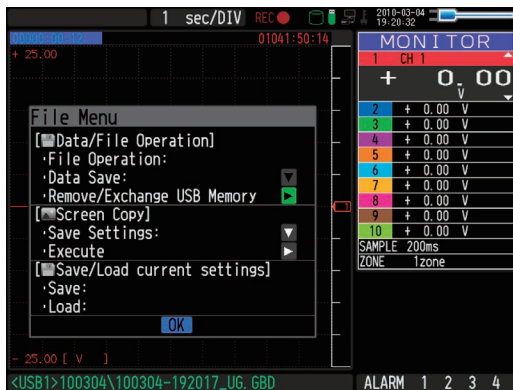 1 sec/DIV REC 2010-03-04
19:20:32
01041:50:14
+ 25.00
MONITOR
1 CH 1
+ 0.00
V
2 + 0.00 V
3 + 0.00 V
4 + 0.00 V
5 + 0.00 V
6 + 0.00 V
7 + 0.00 V
8 + 0.00 V
9 + 0.00 V
10 + 0.00 V
SAMPLE 200ms
ZONE 1zone
File Menu
[Data/File Operation]
・File Operation:
・Data Save:
・Remove/Exchange USB Memory
[Screen Copy]
・Save Settings:
・Execute
[Save/Load current settings]
・Save:
・Load:
OK
1
- 25.00 [ V ]
<USB1>100304\100304-192017_UG.GBD
ALARM 1 2 3 4